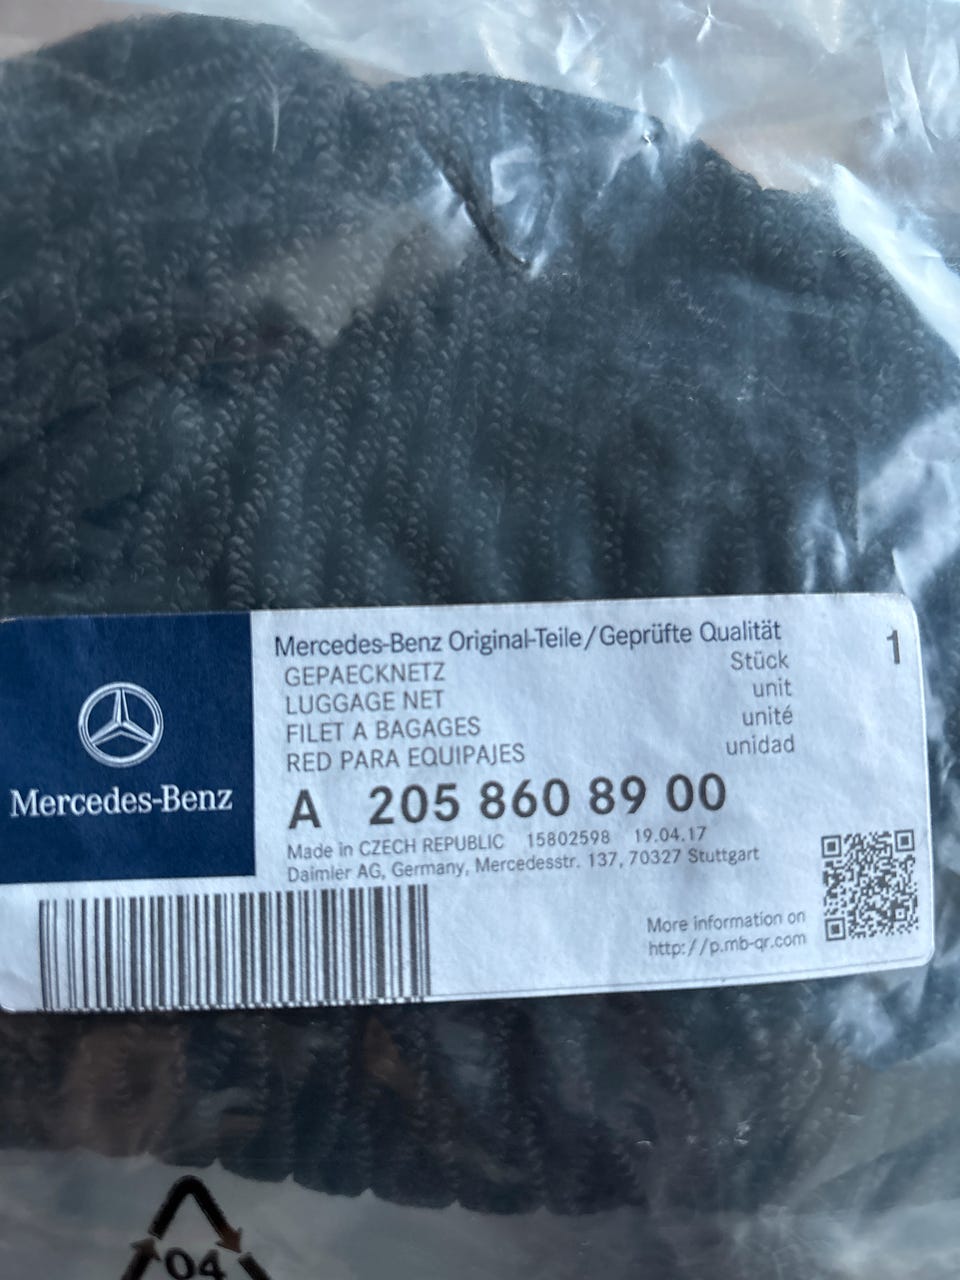 Mercedes-Benz Original-Teile/Geprüfte Qualität
1
GEPAECKNETZ Stück
LUGGAGE NET unit
FILET A BAGAGES unité
RED PARA EQUIPAJES unidad
Mercedes-Benz
A 205 860 89 00
Made in CZECH REPUBLIC 15802598 19.04.17
Daimler AG, Germany, Mercedesstr. 137, 70327 Stuttgart
More information on
http://p.mb-qr.com
04